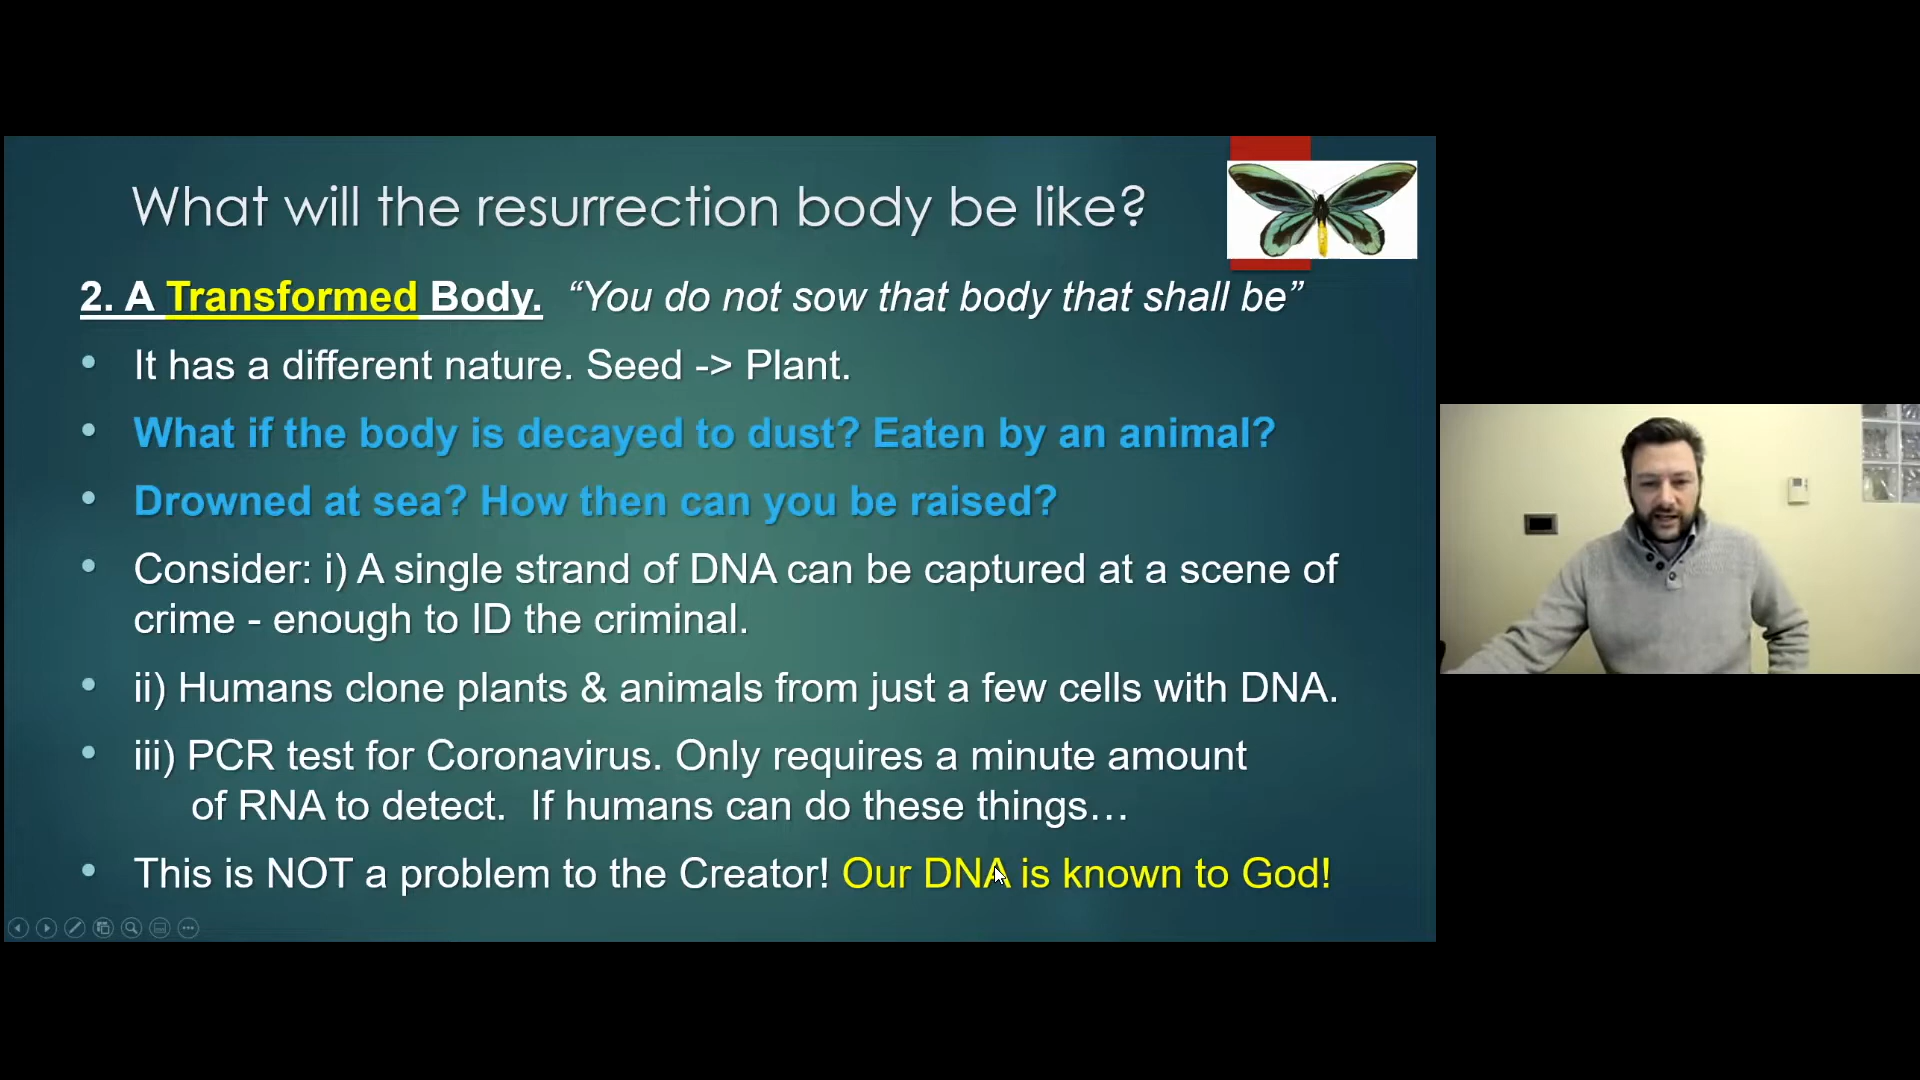 What will the resurrection body be like?
2. A Transformed Body. “You do not sow that body that shall be”
• It has a different nature. Seed -> Plant.
• What if the body is decayed to dust? Eaten by an animal?
• Drowned at sea? How then can you be raised?
• Consider: i) A single strand of DNA can be captured at a scene of
crime - enough to ID the criminal.
• ii) Humans clone plants & animals from just a few cells with DNA.
• iii) PCR test for Coronavirus. Only requires a minute amount
of RNA to detect. If humans can do these things…
• This is NOT a problem to the Creator! Our DNA is known to God!